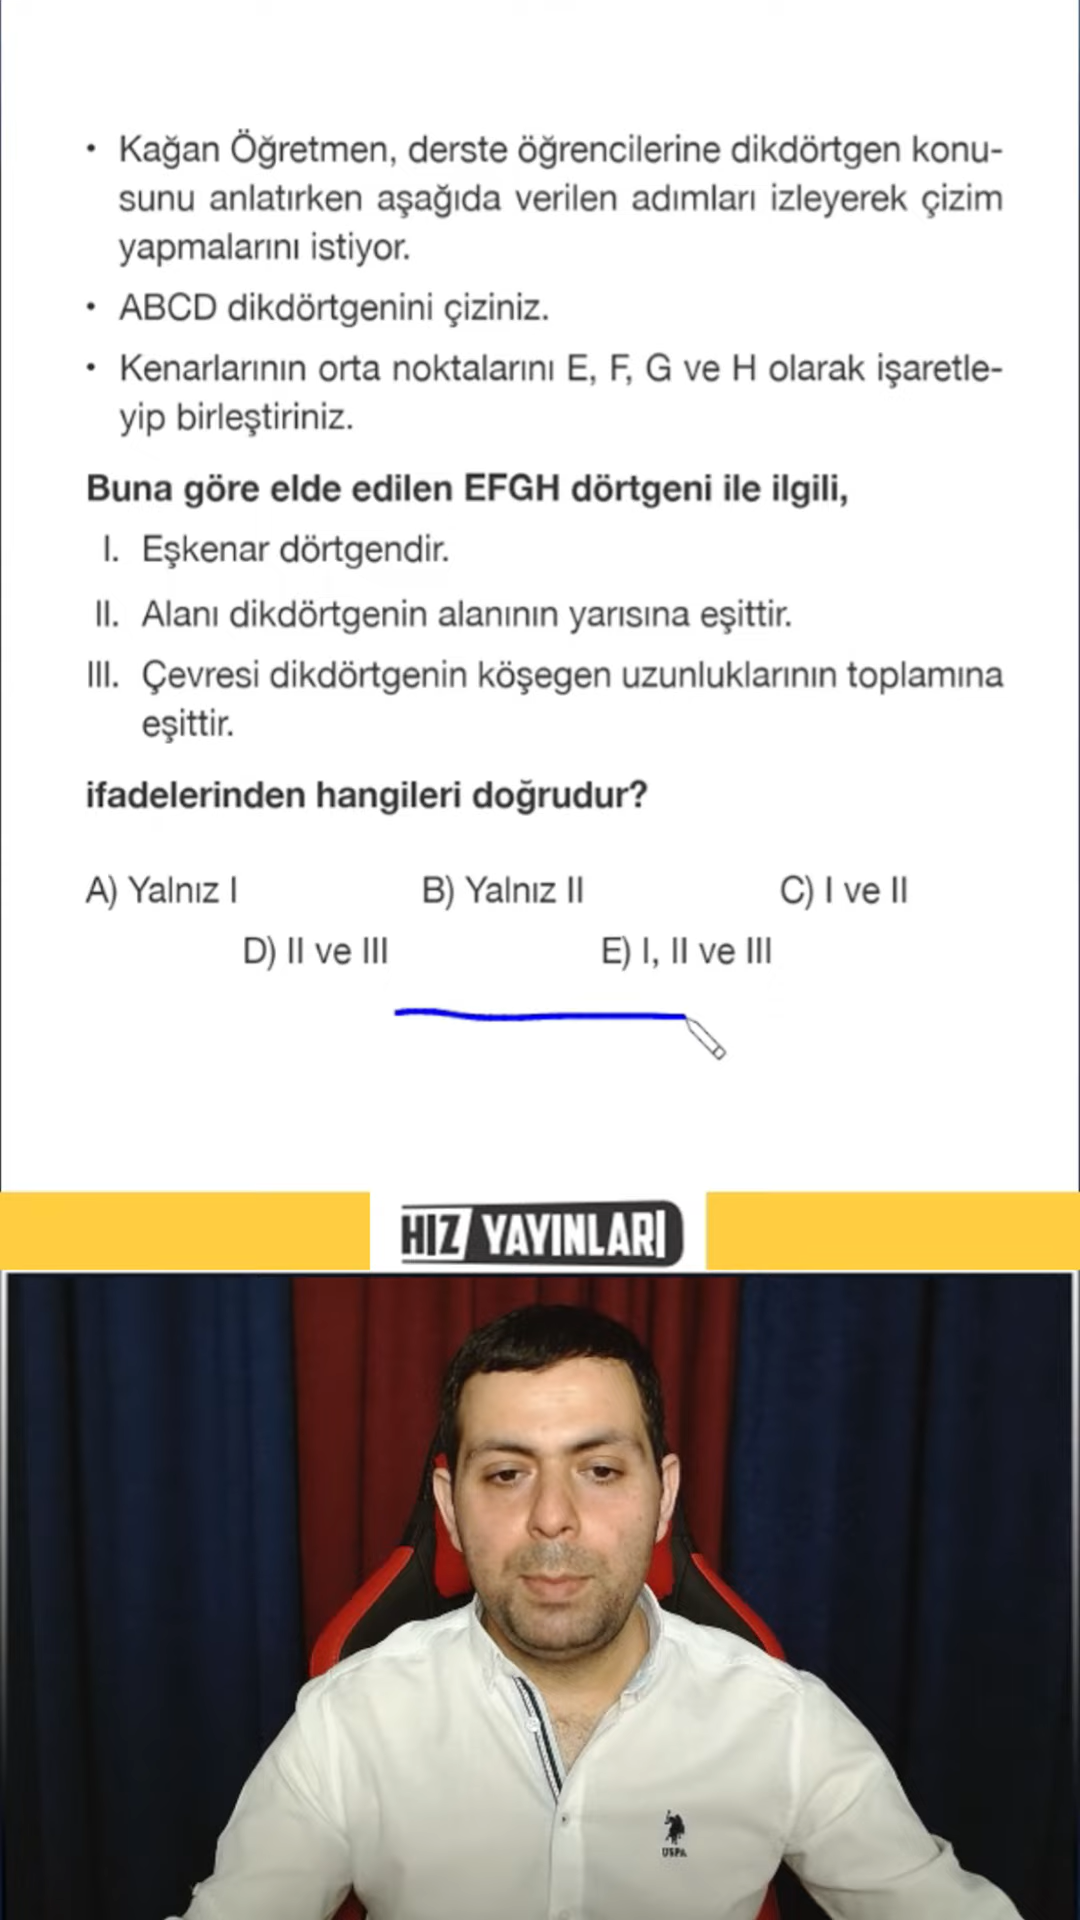 • Kağan Öğretmen, derste öğrencilerine dikdörtgen konu-
sunu anlatırken aşağıda verilen adımları izleyerek çizim
yapmalarını istiyor.
• ABCD dikdörtgenini çiziniz.
• Kenarlarının orta noktalarını E, F, G ve H olarak işaretle-
yip birleştiriniz.
Buna göre elde edilen EFGH dörtgeni ile ilgili,
I. Eşkenar dörtgendir.
II. Alanı dikdörtgenin alanının yarısına eşittir.
III. Çevresi dikdörtgenin köşegen uzunluklarının toplamına
eşittir.
ifadelerinden hangileri doğrudur?
A) Yalnız I B) Yalnız II C) I ve II
D) II ve III E) I, II ve III
HIZ YAYINLARI
USPA